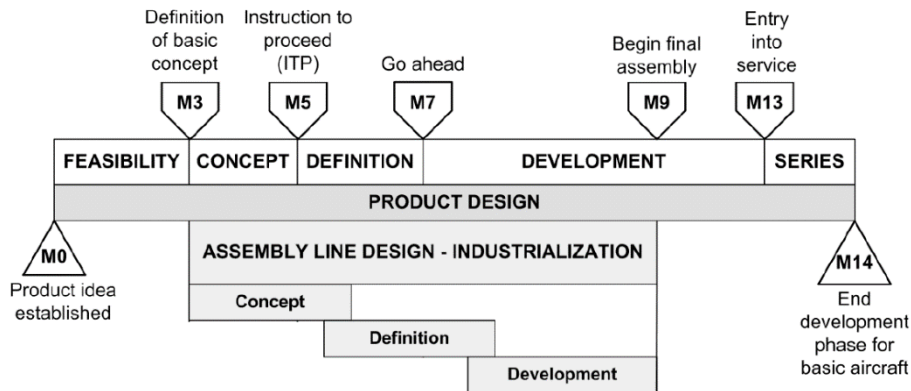 Definition
of basic
concept
Instruction to
proceed
(ITP)
Go ahead
Begin final
assembly
Entry
into
service
M3
M5
M7
M9
M13
FEASIBILITY
CONCEPT
DEFINITION
DEVELOPMENT
SERIES
PRODUCT DESIGN
M0
Product idea
established
ASSEMBLY LINE DESIGN - INDUSTRIALIZATION
Concept
Definition
Development
M14
End
development
phase for
basic aircraft